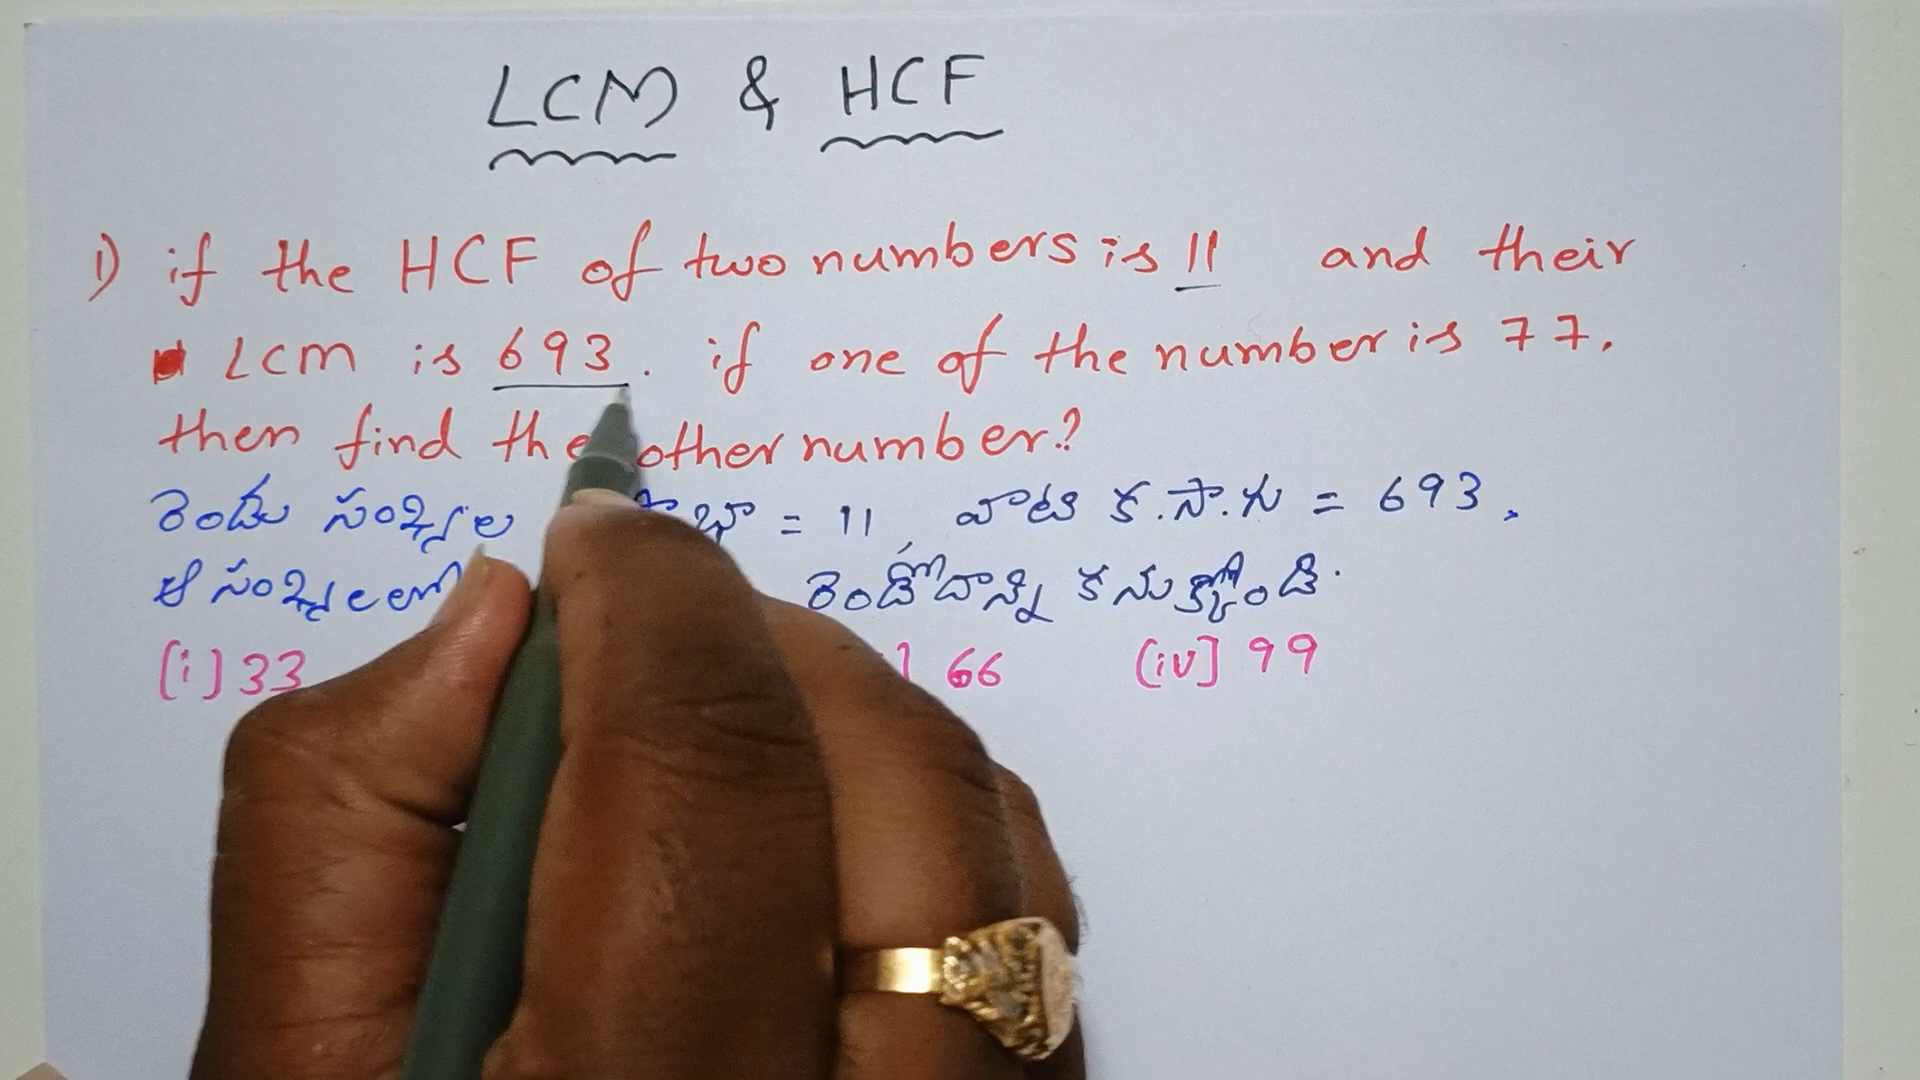 LCM & HCF
1) if the HCF of two numbers is 11 and their
LCM is 693. if one of the number is 77.
then find the other number.?
రెండు సంఖ్యల భా = 11, వాటి క.సా.గు = 693,
ఆ సంఖ్యలలో రెండోదాన్ని కనుక్కోండి.
(i) 33 66 (iv) 99